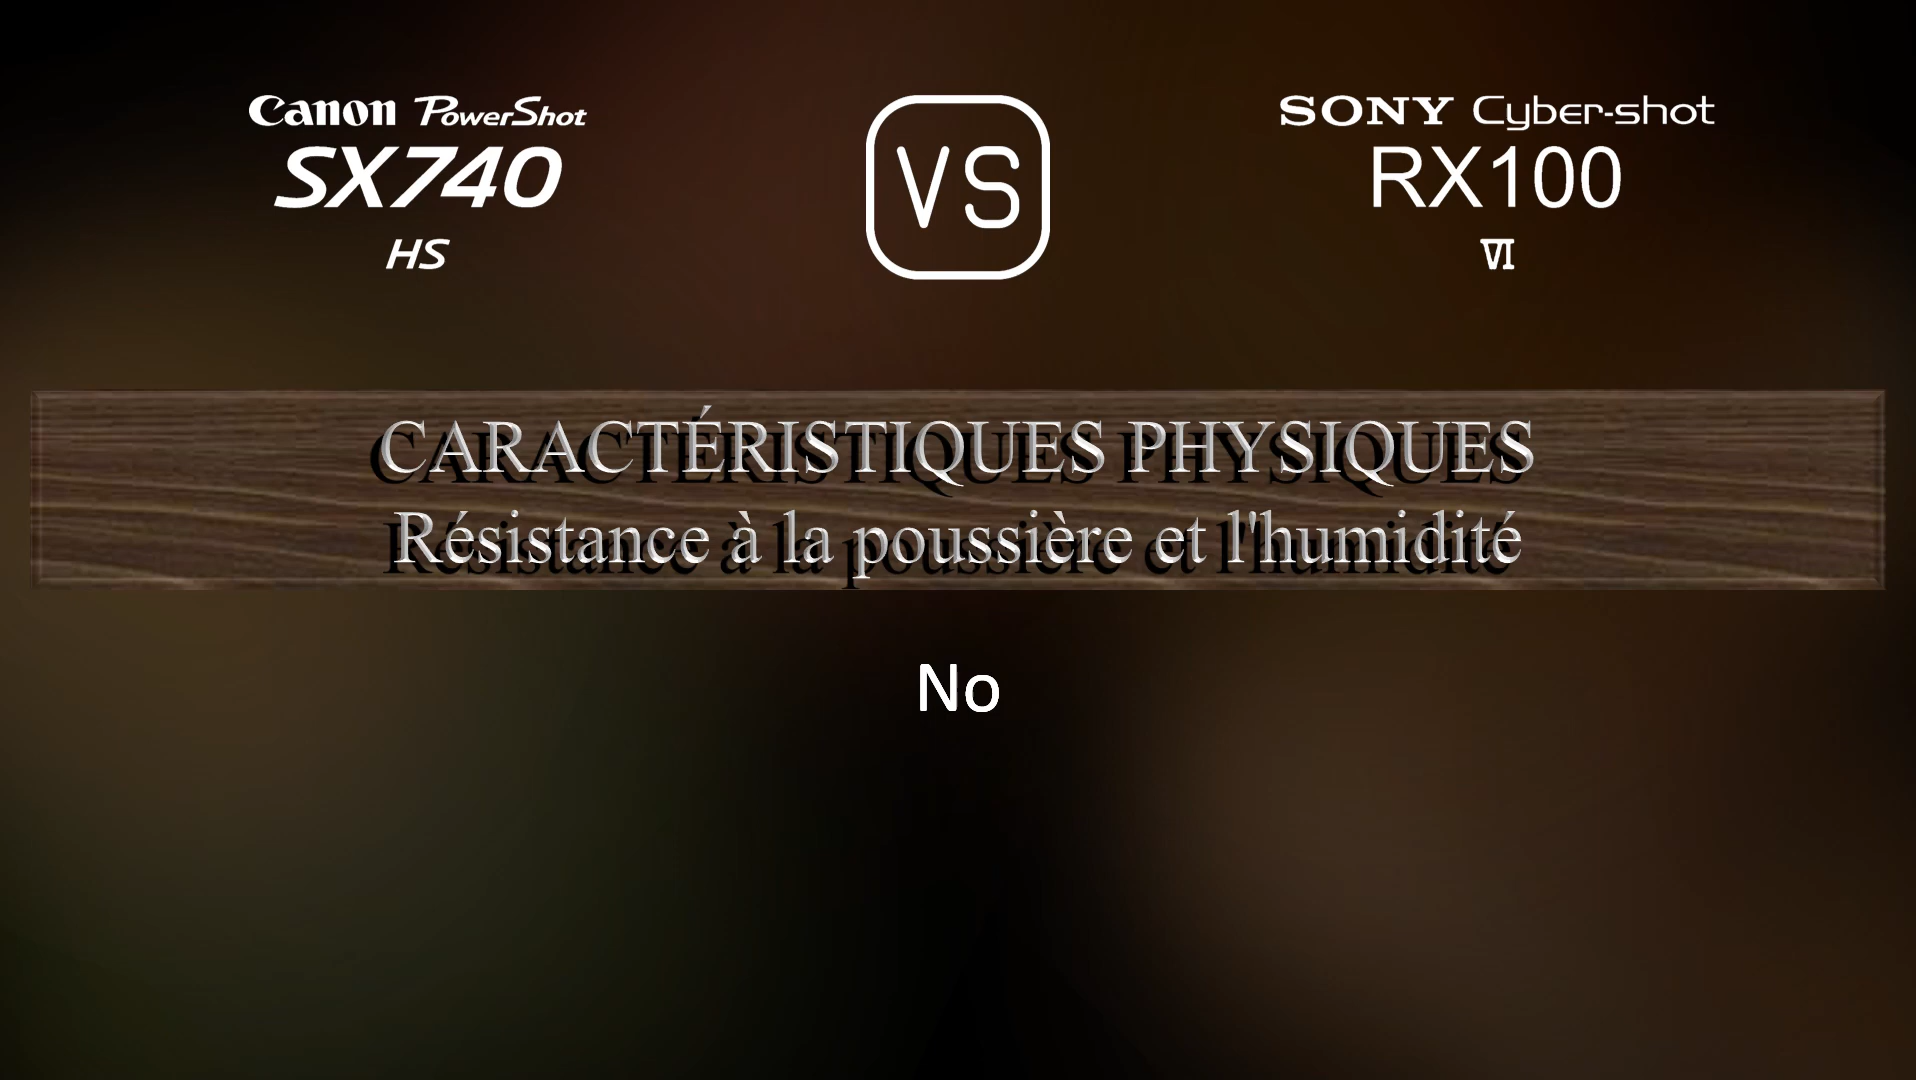 Canon PowerShot
SX740
HS
VS
SONY Cyber-shot
RX100
VI
CARACTÉRISTIQUES PHYSIQUES
Résistance à la poussière et l'humidité
No